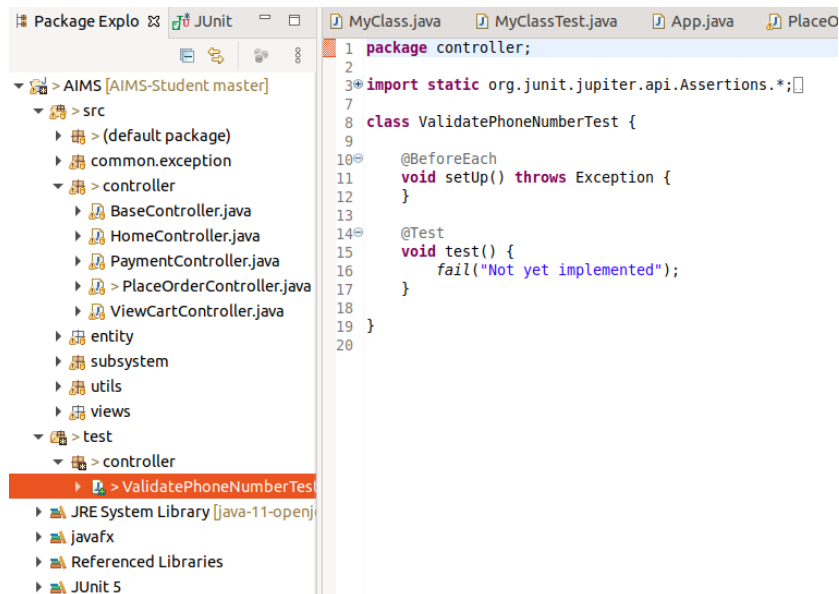 Package Explo JUnit
> AIMS [AIMS-Student master]
> src
> (default package)
common.exception
> controller
BaseController.java
HomeController.java
PaymentController.java
> PlaceOrderController.java
ViewCartController.java
entity
subsystem
utils
views
> test
> controller
> ValidatePhoneNumberTest
JRE System Library [java-11-openj
javafx
Referenced Libraries
JUnit 5
MyClass.java MyClassTest.java App.java PlaceO
1 package controller;
2
3 import static org.junit.jupiter.api.Assertions.*;
7
8 class ValidatePhoneNumberTest {
9
10 @BeforeEach
11 void setUp() throws Exception {
12 }
13
14 @Test
15 void test() {
16 fail("Not yet implemented");
17 }
18
19 }
20